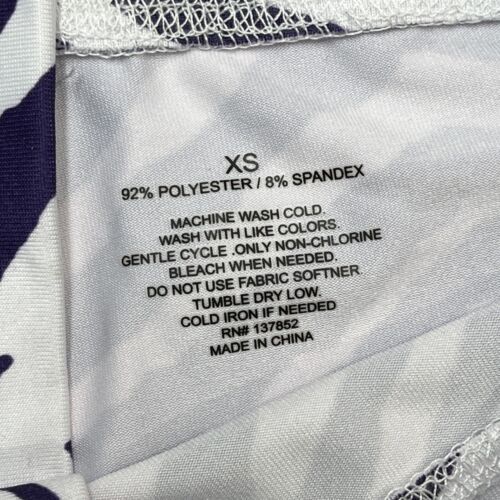 XS
92% POLYESTER / 8% SPANDEX
MACHINE WASH COLD.
WASH WITH LIKE COLORS.
GENTLE CYCLE .ONLY NON-CHLORINE
BLEACH WHEN NEEDED.
DO NOT USE FABRIC SOFTNER.
TUMBLE DRY LOW.
COLD IRON IF NEEDED
RN# 137852
MADE IN CHINA